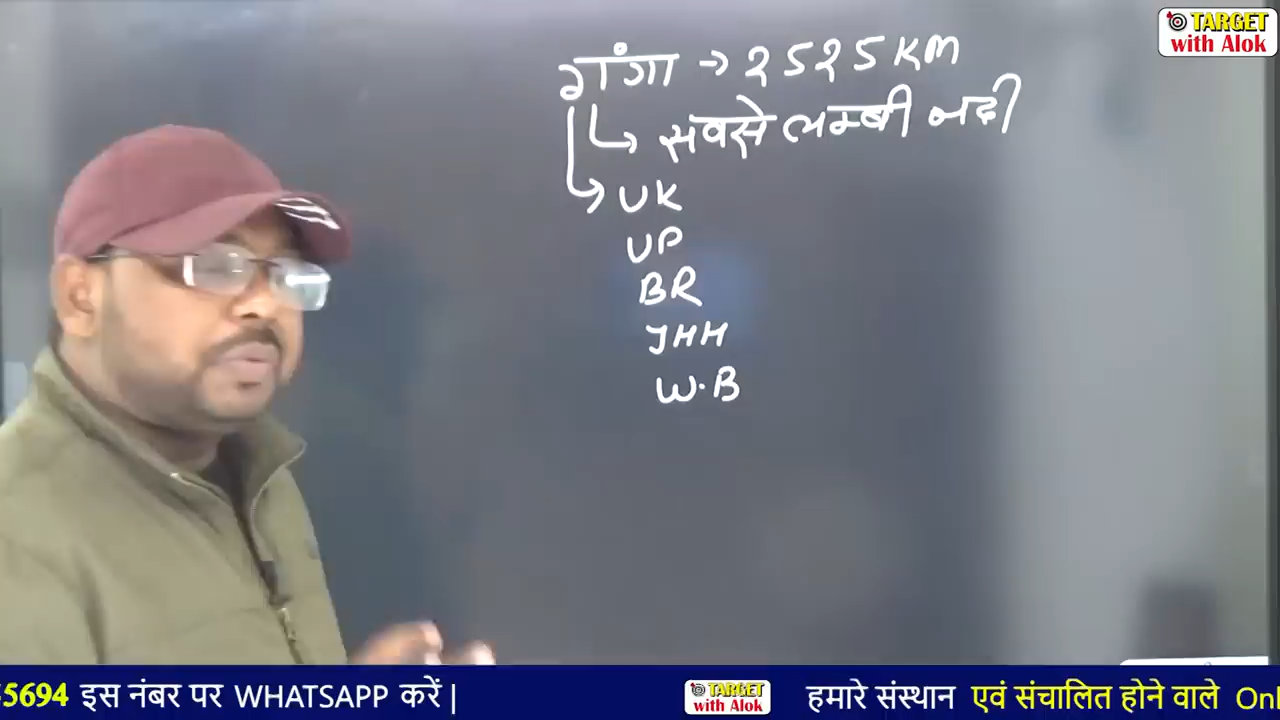 TARGET
with Alok
गंगा → 2525 KM
↳ सबसे लम्बी नदी
↳ UK
UP
BR
JHH
W.B
5694 इस नंबर पर WHATSAPP करें |
TARGET
with Alok
हमारे संस्थान एवं संचालित होने वाले Onl